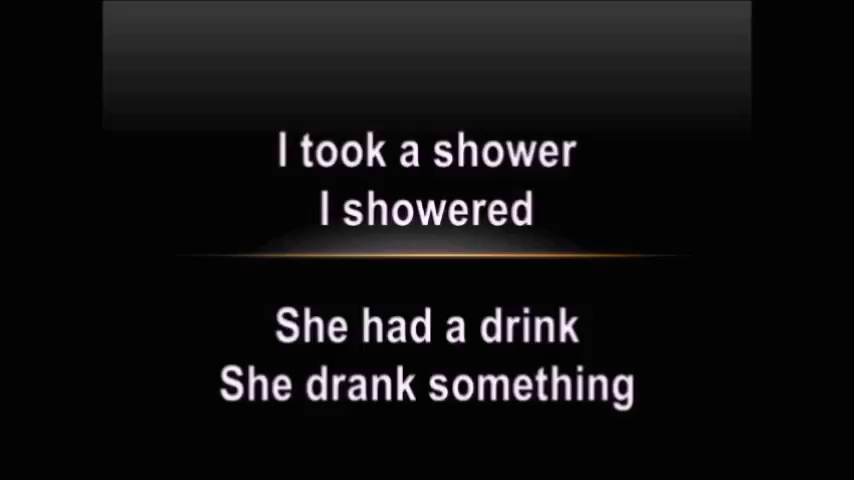 I took a shower
I showered
She had a drink
She drank something